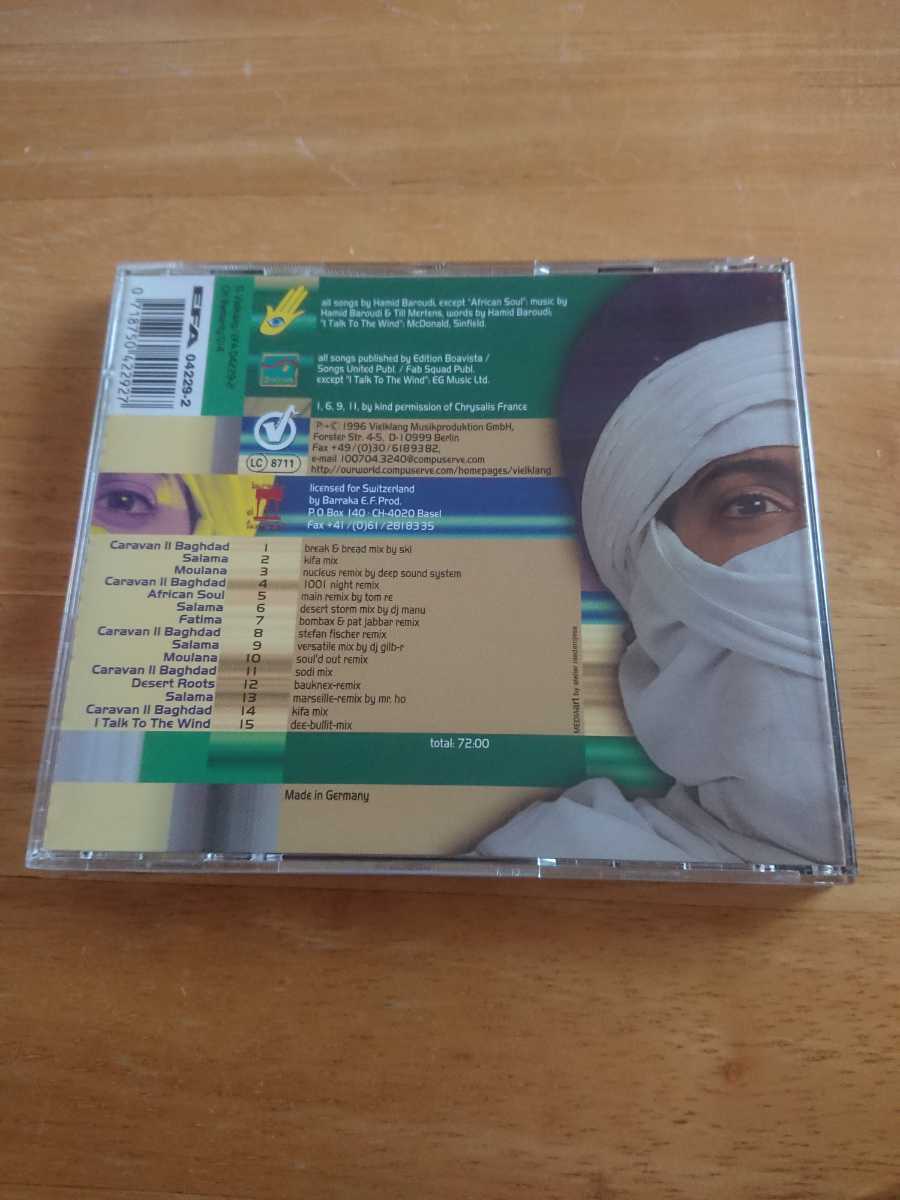 all songs by Hamid Baroudi, except "African Soul": music by
Hamid Baroudi & Till Mertens, words by Hamid Baroudi;
"I Talk To The Wind": McDonald, Sinfield.
all songs published by Edition Boavista /
Songs United Publ. / Fab Squad Publ.
except "I Talk To The Wind": EG Music Ltd.
1, 6, 9, 11, by kind permission of Chrysalis France
P+C 1996 Vielklang Musikproduktion GmbH,
Forster Str. 4-5, D-10999 Berlin
Fax +49/(0)30/6189382,
e-mail 100704.3240@compuserve.com
http://ourworld.compuserve.com/homepages/vielklang
LC 8711
licensed for Switzerland
by Barraka E.F.Prod.
P.O Box 140 · CH-4020 Basel
Fax +41/(0)61/2818335
Caravan II Baghdad 1 break & bread mix by ski
Salama 2 kifa mix
Moulana 3 nucleus remix by deep sound system
Caravan II Baghdad 4 1001 night remix
African Soul 5 main remix by tom re
Salama 6 desert storm mix by dj manu
Fatima 7 bombax & pat jabbar remix
Caravan II Baghdad 8 stefan fischer remix
Salama 9 versatile mix by dj gilb-r
Moulana 10 soul'd out remix
Caravan II Baghdad 11 sodi mix
Desert Roots 12 bauknex-remix
Salama 13 marseille-remix by mr. ho
Caravan II Baghdad 14 kifa mix
I Talk To The Wind 15 dee-bullit-mix
total: 72:00
Made in Germany
EFA 04229-2
0 718750 422927
MEDIAart by atelier